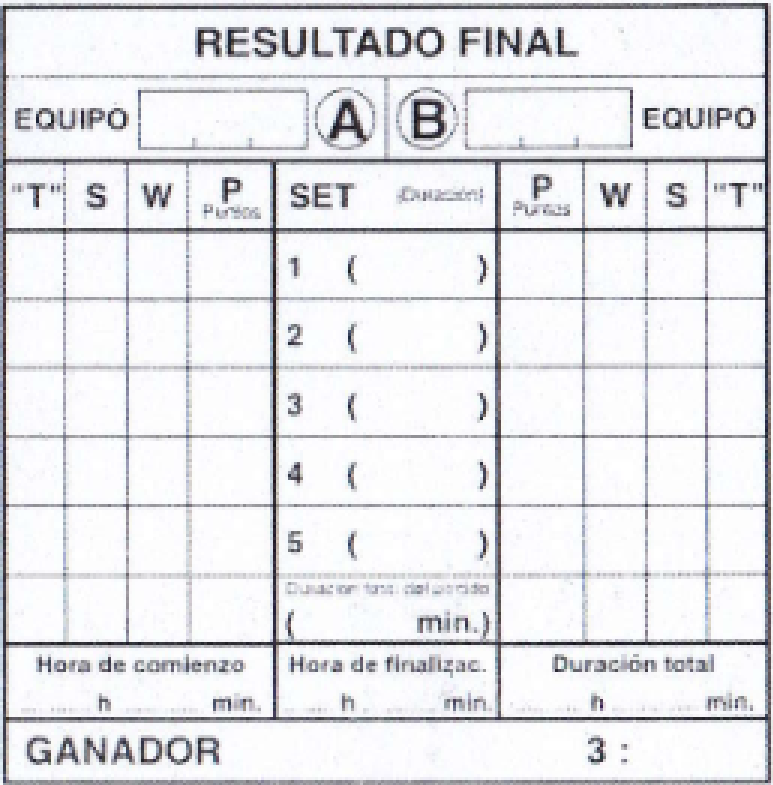 RESULTADO FINAL
EQUIPO A B EQUIPO
"T" S W P Puntos SET (Duración) P Puntos W S "T"
1 ( )
2 ( )
3 ( )
4 ( )
5 ( )
Duración total del partido
( min.)
Hora de comienzo Hora de finalizac. Duración total
h min. h min. h min.
GANADOR 3 :